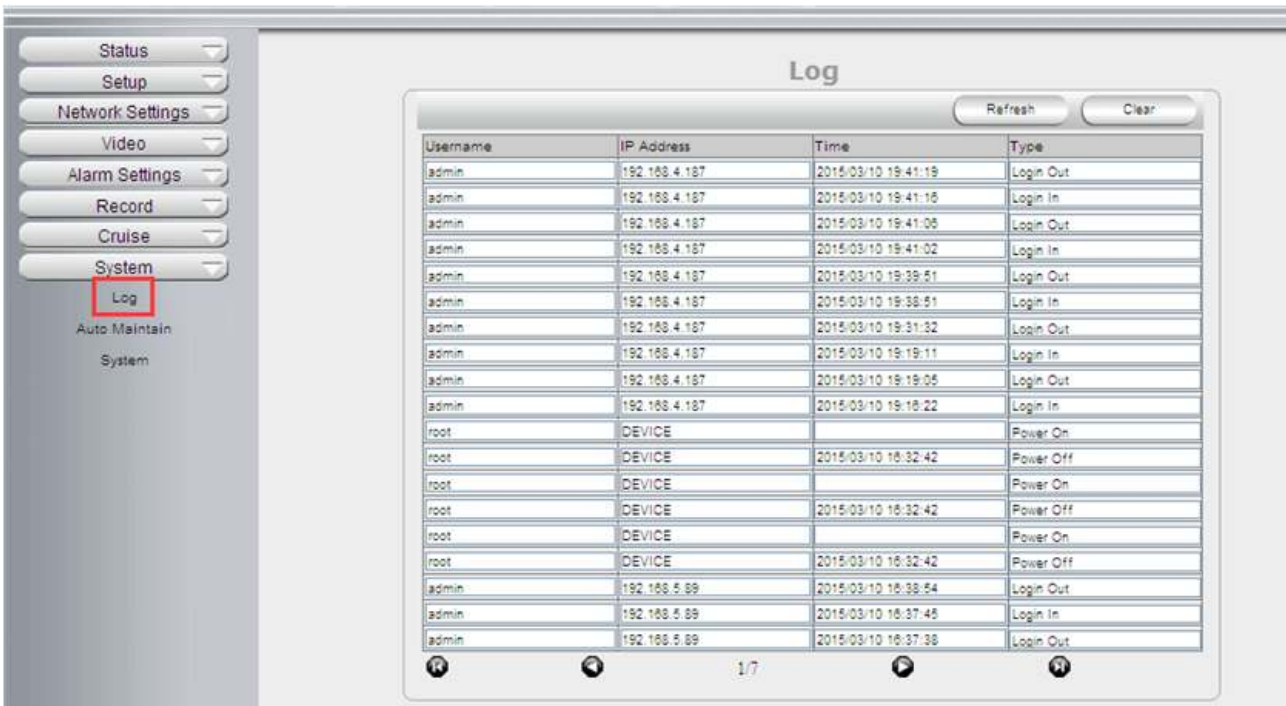 Log
Status
Setup
Network Settings
Video
Alarm Settings
Record
Cruise
System
Log
Auto Maintain
System
Refresh Clear
Username IP Address Time Type
admin 192.168.4.187 2015/03/10 19:41:19 Login Out
admin 192.168.4.187 2015/03/10 19:41:16 Login In
admin 192.168.4.187 2015/03/10 19:41:06 Login Out
admin 192.168.4.187 2015/03/10 19:41:02 Login In
admin 192.168.4.187 2015/03/10 19:39:51 Login Out
admin 192.168.4.187 2015/03/10 19:38:51 Login In
admin 192.168.4.187 2015/03/10 19:31:32 Login Out
admin 192.168.4.187 2015/03/10 19:19:11 Login In
admin 192.168.4.187 2015/03/10 19:19:05 Login Out
admin 192.168.4.187 2015/03/10 19:16:22 Login In
root DEVICE Power On
root DEVICE 2015/03/10 16:32:42 Power Off
root DEVICE Power On
root DEVICE 2015/03/10 16:32:42 Power Off
root DEVICE Power On
root DEVICE 2015/03/10 16:32:42 Power Off
admin 192.168.5.89 2015/03/10 16:38:54 Login Out
admin 192.168.5.89 2015/03/10 16:37:45 Login In
admin 192.168.5.89 2015/03/10 16:37:38 Login Out
1/7